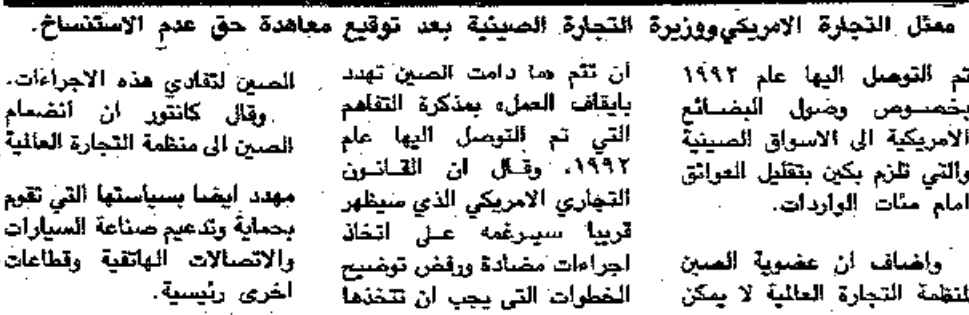 ممثل التجارة الامريكي ووزيرة التجارة الصينية بعد توقيع معاهدة حق عدم الاستنساخ.
تم التوصل اليها عام ١٩٩٢
بخصوص وصول البضائع
الأمريكية الى الاسواق الصينية
والتي تلزم بكين بتقليل العوائق
امام مئات الواردات.
واضاف ان عضوية الصين
لمنظمة التجارة العالمية لا يمكن
ان تتم ما دامت الصين تهدد
بايقاف العمل، بمذكرة التفاهم
التي تم التوصل اليها عام
١٩٩٢. وقال ان القانون
التجاري الامريكي الذي سيظهر
قريبا سيرغمه على اتخاذ
اجراءات مضادة ورفض توضيح
الخطوات التي يجب ان تتخذها
الصين لتفادي هذه الاجراءات.
وقال كانتور ان انضمام
الصين الى منظمة التجارة العالمية
مهدد ايضا بسياستها التي تقوم
بحماية وتدعيم صناعة السيارات
والاتصالات الهاتفية وقطاعات
اخرى رئيسية.